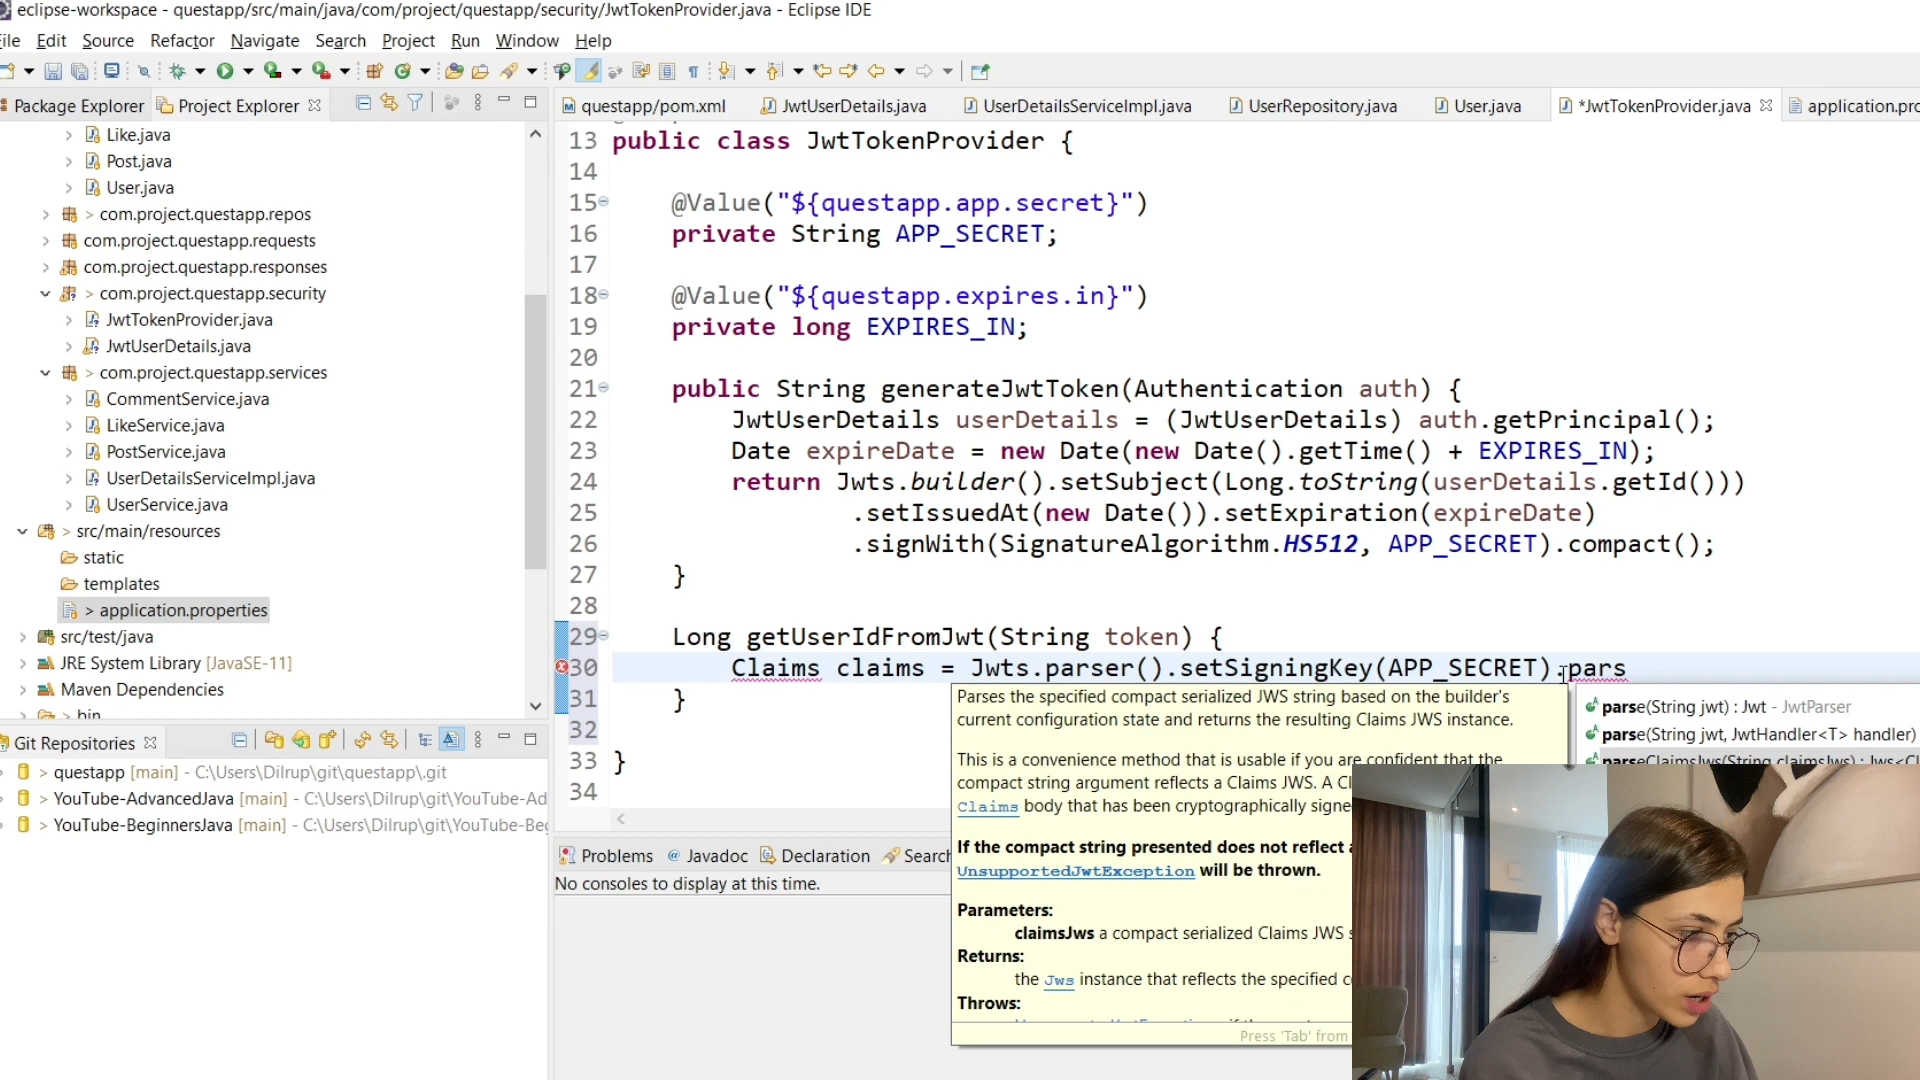 eclipse-workspace - questapp/src/main/java/com/project/questapp/security/JwtTokenProvider.java - Eclipse IDE
Edit Source Refactor Navigate Search Project Run Window Help
Package Explorer Project Explorer
questapp/pom.xml JwtUserDetails.java UserDetailsServiceImpl.java UserRepository.java User.java *JwtTokenProvider.java application.pro
Like.java
Post.java
User.java
> com.project.questapp.repos
com.project.questapp.requests
com.project.questapp.responses
> com.project.questapp.security
JwtTokenProvider.java
JwtUserDetails.java
> com.project.questapp.services
CommentService.java
LikeService.java
PostService.java
UserDetailsServiceImpl.java
UserService.java
> src/main/resources
static
templates
> application.properties
src/test/java
JRE System Library [JavaSE-11]
Maven Dependencies
> bin
13 public class JwtTokenProvider {
14
15 @Value("${questapp.app.secret}")
16 private String APP_SECRET;
17
18 @Value("${questapp.expires.in}")
19 private long EXPIRES_IN;
20
21 public String generateJwtToken(Authentication auth) {
22 JwtUserDetails userDetails = (JwtUserDetails) auth.getPrincipal();
23 Date expireDate = new Date(new Date().getTime() + EXPIRES_IN);
24 return Jwts.builder().setSubject(Long.toString(userDetails.getId()))
25 .setIssuedAt(new Date()).setExpiration(expireDate)
26 .signWith(SignatureAlgorithm.HS512, APP_SECRET).compact();
27 }
28
29 Long getUserIdFromJwt(String token) {
30 Claims claims = Jwts.parser().setSigningKey(APP_SECRET).pars
31 }
32
33 }
34
Parses the specified compact serialized JWS string based on the builder's
current configuration state and returns the resulting Claims JWS instance.
This is a convenience method that is usable if you are confident that the
compact string argument reflects a Claims JWS. A Cl
Claims body that has been cryptographically signe
If the compact string presented does not reflect a
UnsupportedJwtException will be thrown.
Parameters:
claimsJws a compact serialized Claims JWS s
Returns:
the Jws instance that reflects the specified c
Throws:
Press 'Tab' from
parse(String jwt) : Jwt - JwtParser
parse(String jwt, JwtHandler<T> handler)
parseClaimsJws(String claimsJws) : Jws<Cl
Git Repositories
> questapp [main] - C:\Users\Dilrup\git\questapp\.git
> YouTube-AdvancedJava [main] - C:\Users\Dilrup\git\YouTube-Ad
> YouTube-BeginnersJava [main] - C:\Users\Dilrup\git\YouTube-Beg
Problems @ Javadoc Declaration Search
No consoles to display at this time.